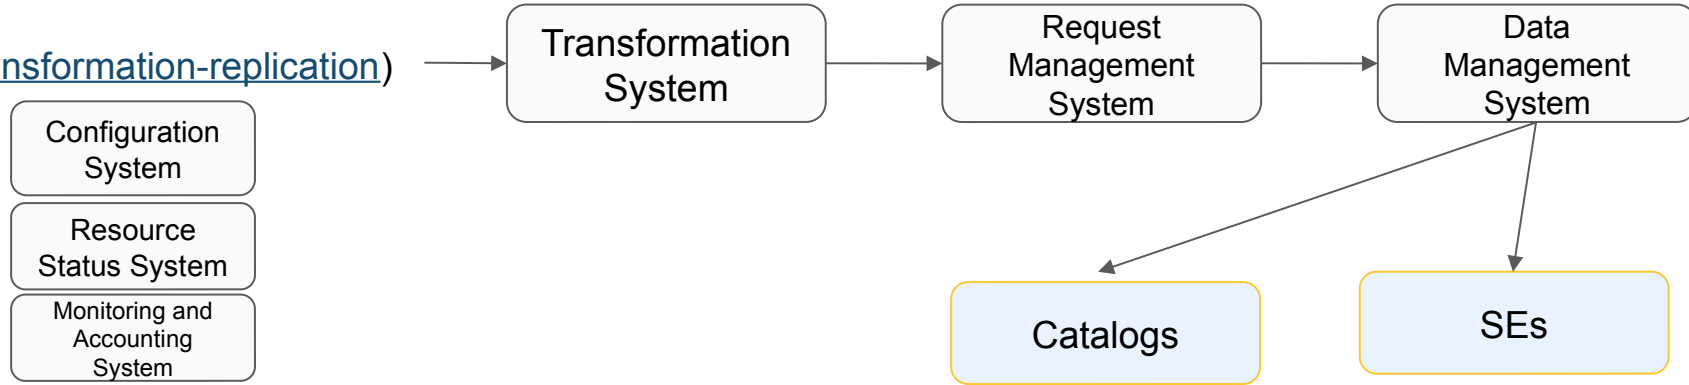 nsformation-replication)
Transformation
System
Request
Management
System
Data
Management
System
Configuration
System
Resource
Status System
Monitoring and
Accounting
System
Catalogs
SEs